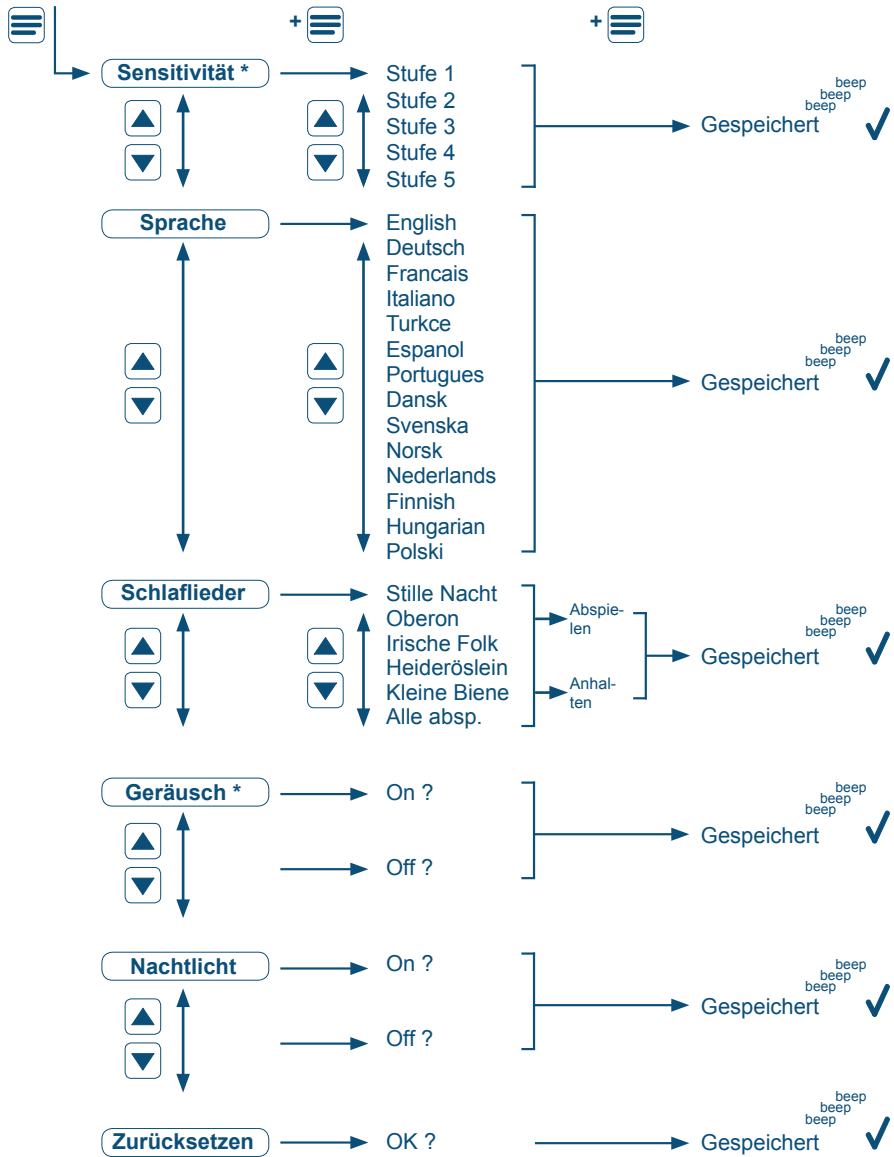 +
+
Sensitivität *
Stufe 1
Stufe 2
Stufe 3
Stufe 4
Stufe 5
Gespeichert
beep
beep
beep
Sprache
English
Deutsch
Francais
Italiano
Turkce
Espanol
Portugues
Dansk
Svenska
Norsk
Nederlands
Finnish
Hungarian
Polski
Gespeichert
beep
beep
beep
Schlaflieder
Stille Nacht
Oberon
Irische Folk
Heideröslein
Kleine Biene
Alle absp.
Abspie-
len
Anhal-
ten
Gespeichert
beep
beep
beep
Geräusch *
On ?
Off ?
Gespeichert
beep
beep
beep
Nachtlicht
On ?
Off ?
Gespeichert
beep
beep
beep
Zurücksetzen
OK ?
Gespeichert
beep
beep
beep